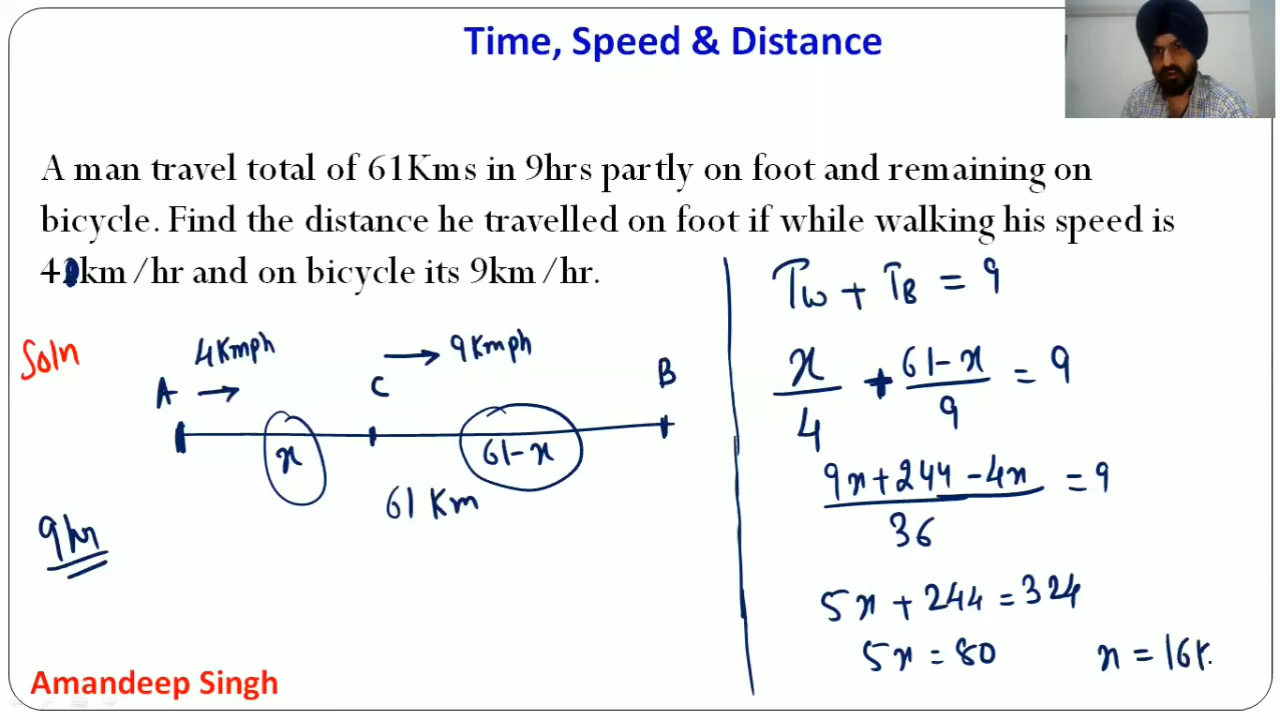 Time, Speed & Distance
A man travel total of 61Kms in 9hrs partly on foot and remaining on
bicycle. Find the distance he travelled on foot if while walking his speed is
4km/hr and on bicycle its 9km/hr.
Soln
4Kmph → 9Kmph
A → C B
x 61-x
61 Km
9hr
Tw + TB = 9
x/4 + 61-x/9 = 9
9x+244-4x/36 = 9
5x + 244 = 324
5x = 80 x = 16k.
Amandeep Singh